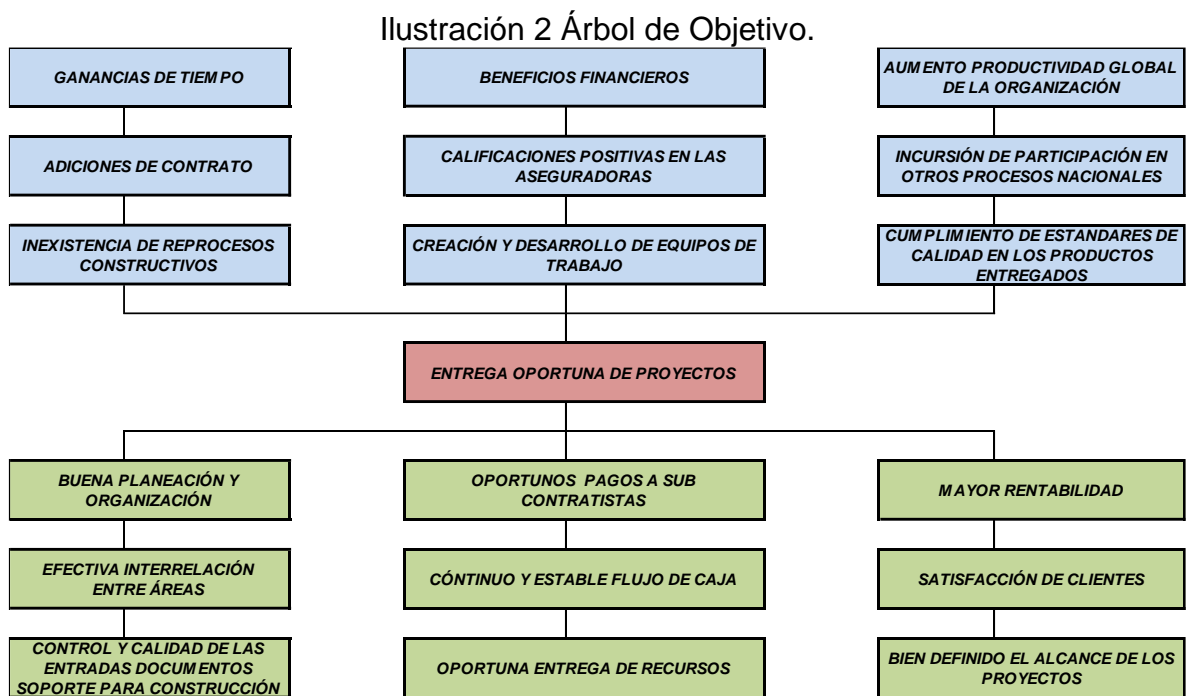 Ilustración 2 Árbol de Objetivo.
GANANCIAS DE TIEMPO
BENEFICIOS FINANCIEROS
AUMENTO PRODUCTIVIDAD GLOBAL
DE LA ORGANIZACIÓN
ADICIONES DE CONTRATO
CALIFICACIONES POSITIVAS EN LAS
ASEGURADORAS
INCURSIÓN DE PARTICIPACIÓN EN
OTROS PROCESOS NACIONALES
INEXISTENCIA DE REPROCESOS
CONSTRUCTIVOS
CREACIÓN Y DESARROLLO DE EQUIPOS DE
TRABAJO
CUMPLIMIENTO DE ESTANDARES DE
CALIDAD EN LOS PRODUCTOS
ENTREGADOS
ENTREGA OPORTUNA DE PROYECTOS
BUENA PLANEACIÓN Y
ORGANIZACIÓN
OPORTUNOS PAGOS A SUB
CONTRATISTAS
MAYOR RENTABILIDAD
EFECTIVA INTERRELACIÓN
ENTRE ÁREAS
CÓNTINUO Y ESTABLE FLUJO DE CAJA
SATISFACCIÓN DE CLIENTES
CONTROL Y CALIDAD DE LAS
ENTRADAS DOCUMENTOS
SOPORTE PARA CONSTRUCCIÓN
OPORTUNA ENTREGA DE RECURSOS
BIEN DEFINIDO EL ALCANCE DE LOS
PROYECTOS